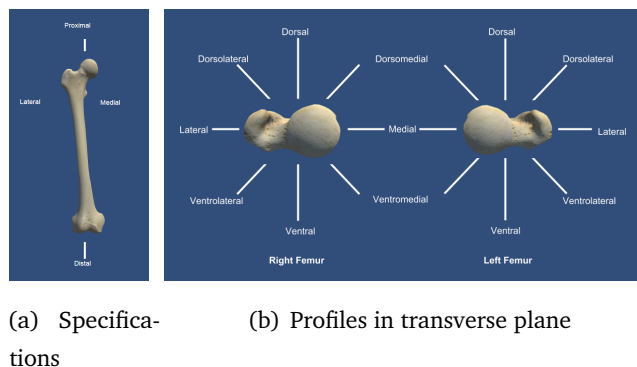 Proximal
Lateral
Medial
Distal
Dorsal
Dorsal
Dorsolateral
Dorsomedial
Dorsolateral
Lateral
Medial
Lateral
Ventrolateral
Ventromedial
Ventrolateral
Ventral
Ventral
Right Femur
Left Femur
(a) Specifica-
tions
(b) Profiles in transverse plane